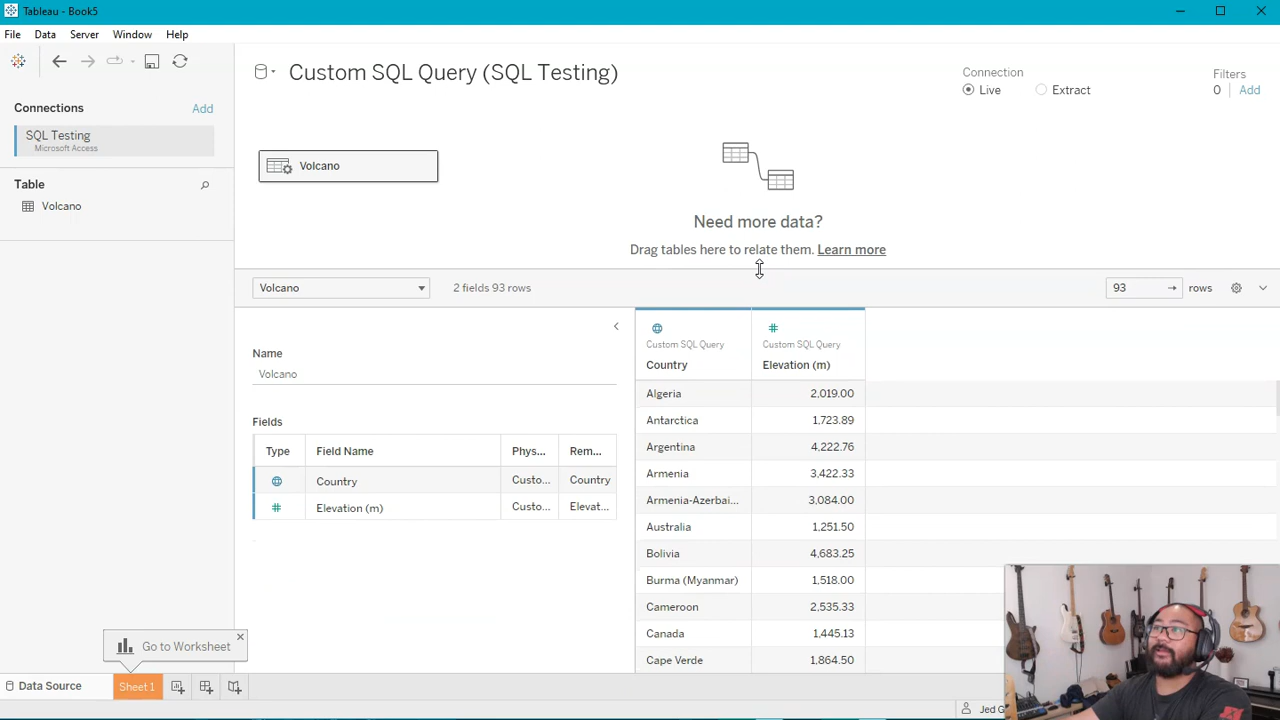 Tableau - Book5
File Data Server Window Help
Connections Add
SQL Testing
Microsoft Access
Table
Volcano
Custom SQL Query (SQL Testing)
Connection
Live Extract
Filters
0 Add
Volcano
Need more data?
Drag tables here to relate them. Learn more
Volcano 2 fields 93 rows 93 rows
Name
Volcano
Fields
Type Field Name Phys... Rem...
Country Custo... Country
Elevation (m) Custo... Elevat...
Custom SQL Query Custom SQL Query
Country Elevation (m)
Algeria 2,019.00
Antarctica 1,723.89
Argentina 4,222.76
Armenia 3,422.33
Armenia-Azerbai... 3,084.00
Australia 1,251.50
Bolivia 4,683.25
Burma (Myanmar) 1,518.00
Cameroon 2,535.33
Canada 1,445.13
Cape Verde 1,864.50
Go to Worksheet
Data Source Sheet 1
Jed G